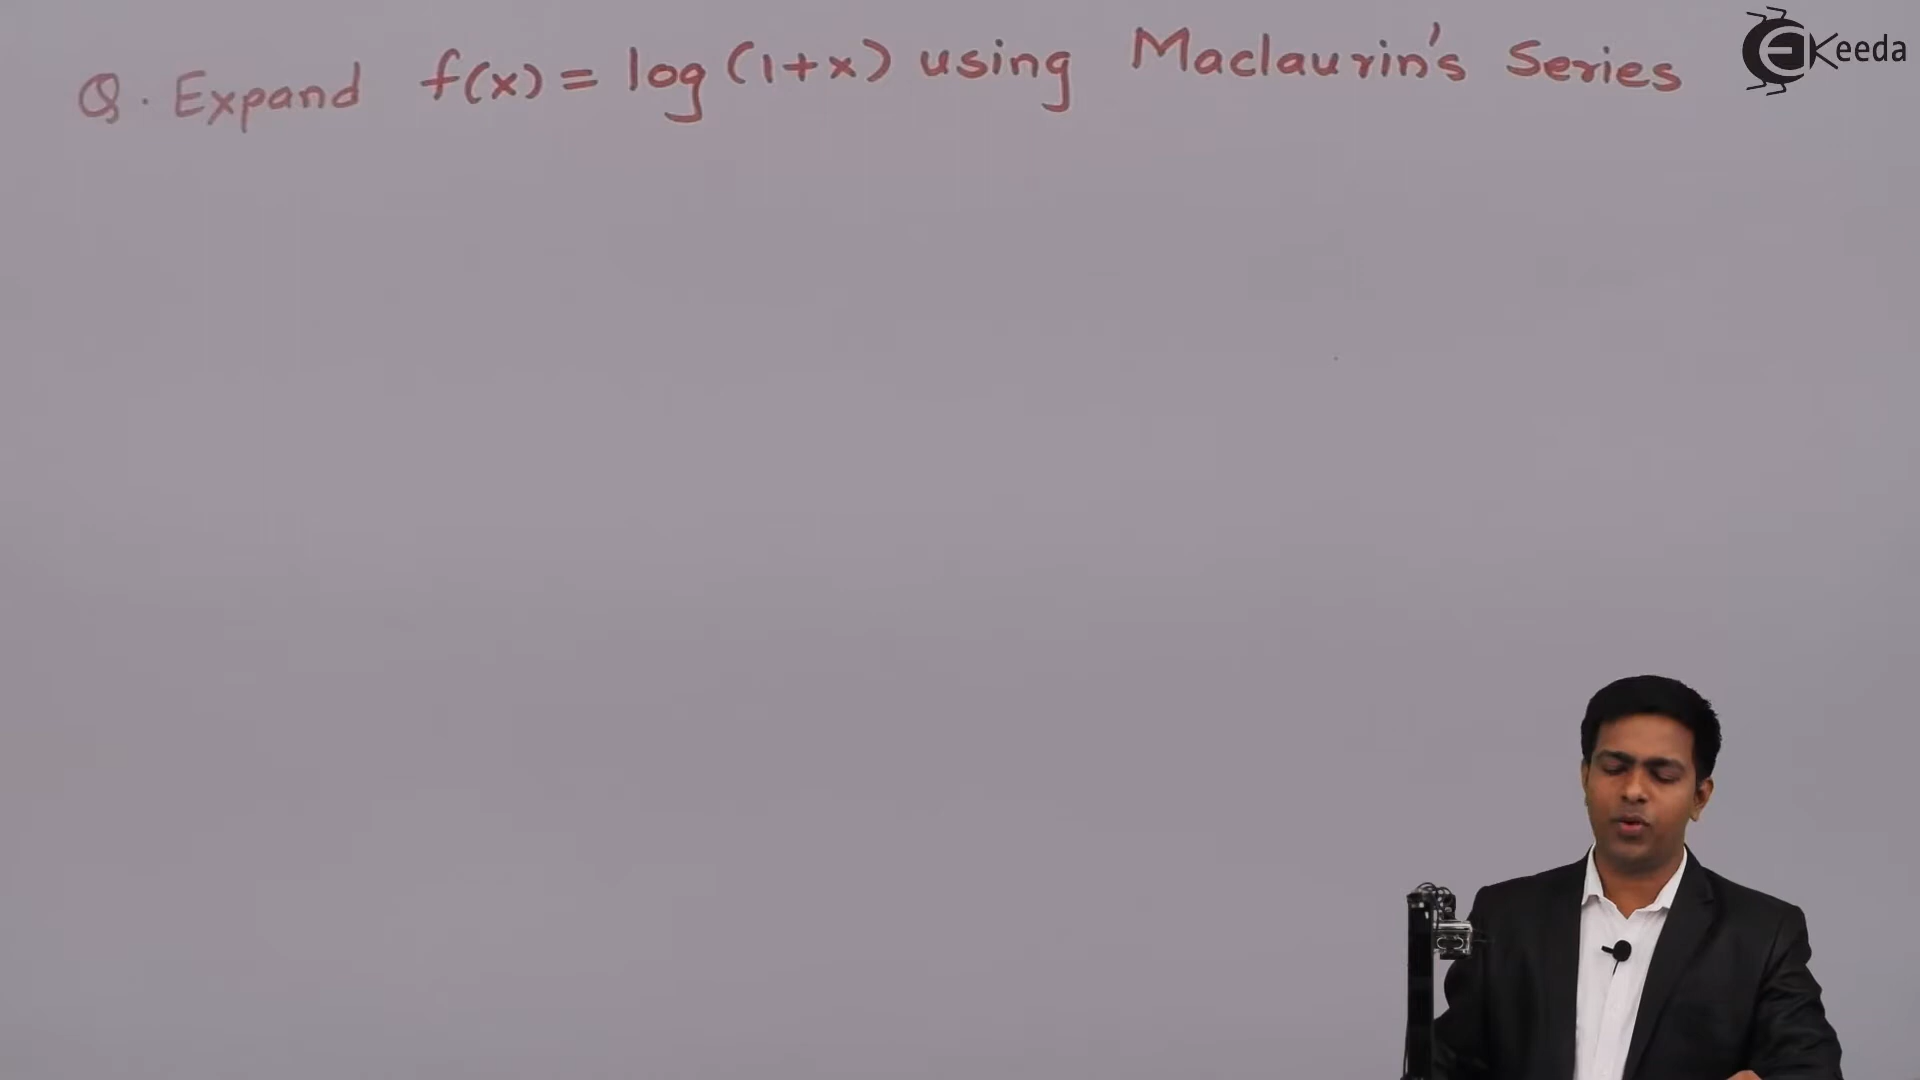 Q. Expand f(x) = log (1+x) using Maclaurin's Series
EKeeda